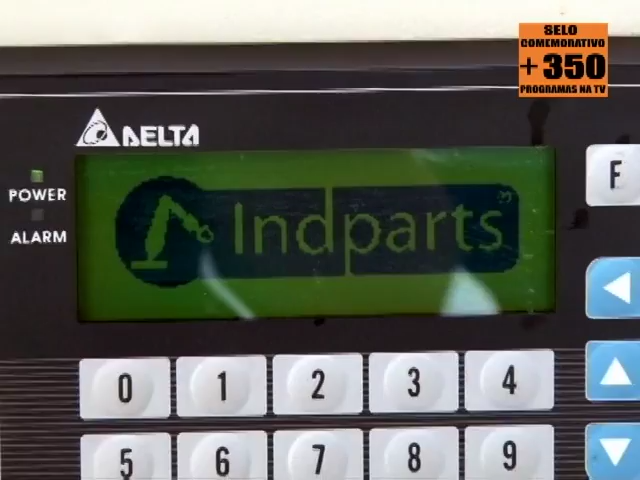 SELO
COMEMORATIVO
+350
PROGRAMAS NA TV
DELTA
POWER
ALARM
Indparts
F
0 1 2 3 4
5 6 7 8 9